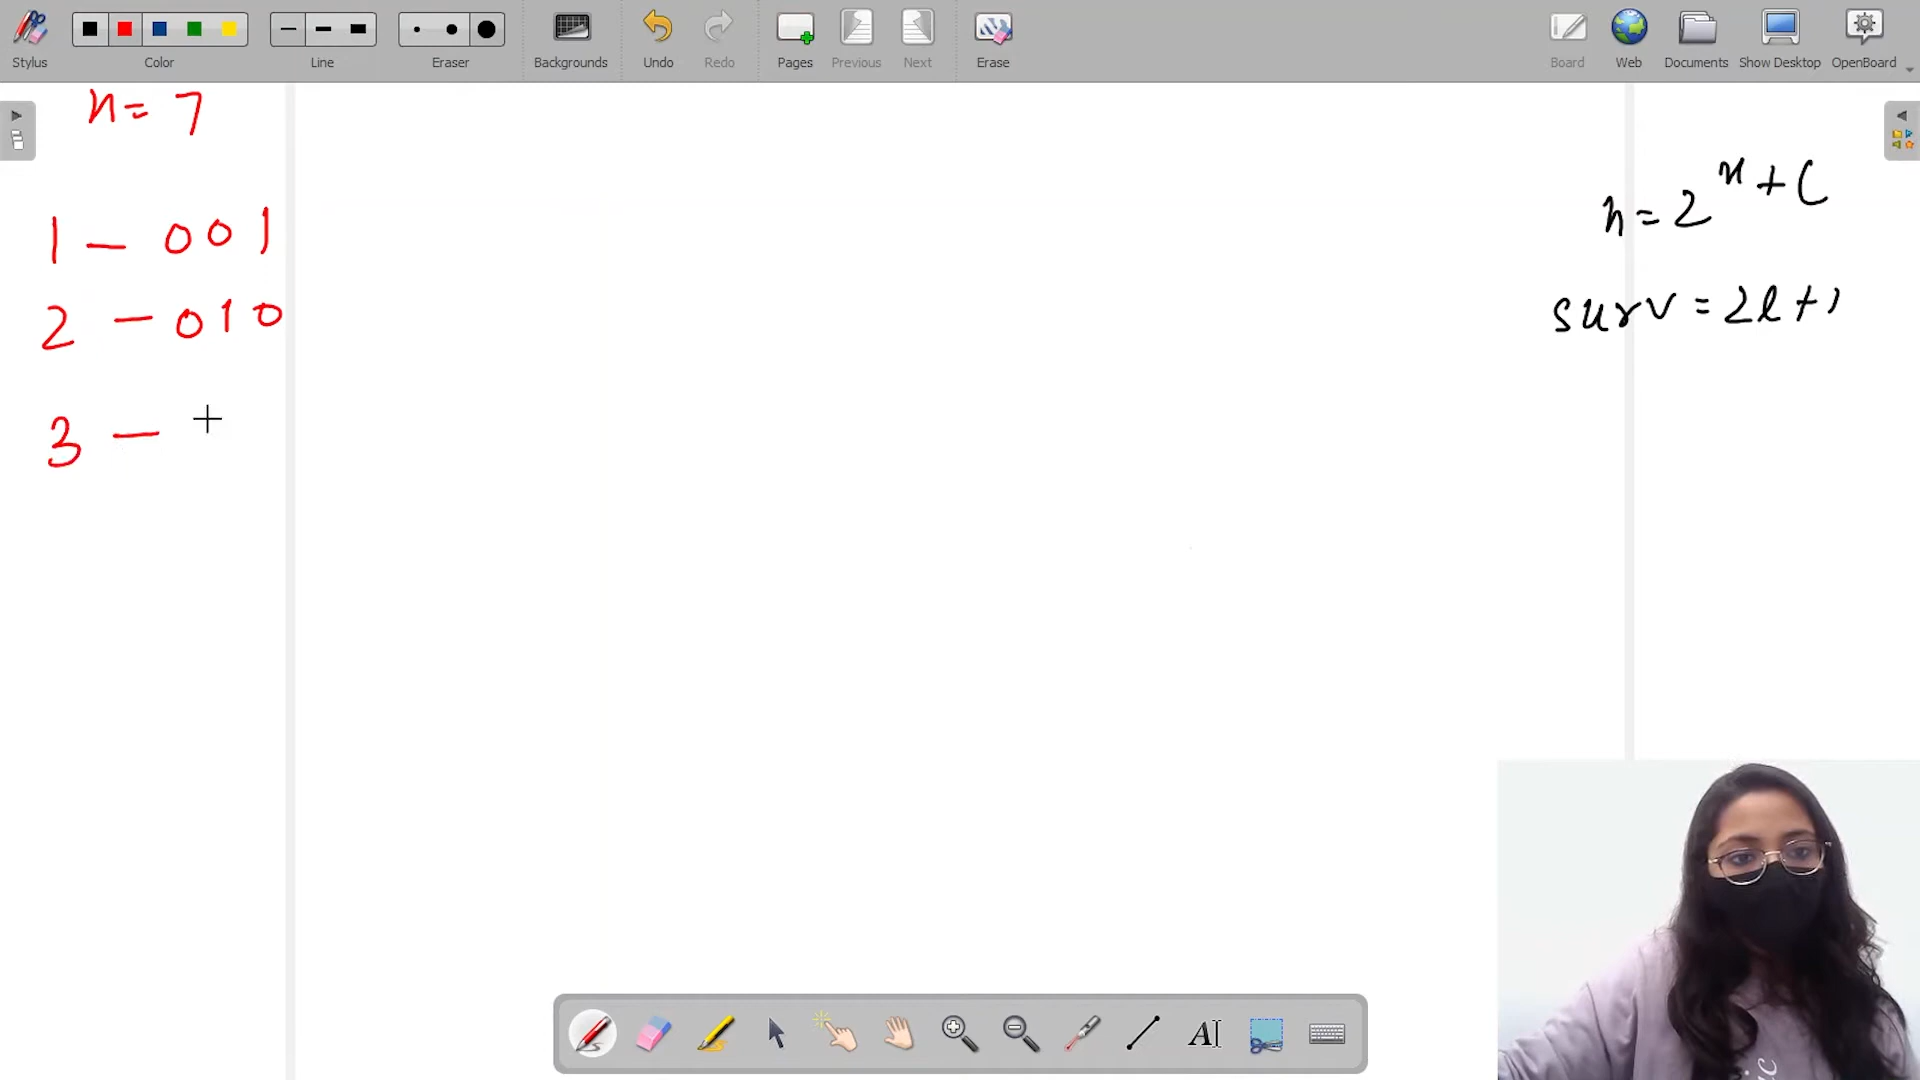 Stylus
Color
Line
Eraser
Backgrounds
Undo
Redo
Pages
Previous
Next
Erase
Board
Web
Documents
Show Desktop
OpenBoard
n = 7
1 - 001
2 - 010
3 -
n = 2^x + l
surv = 2l + 1